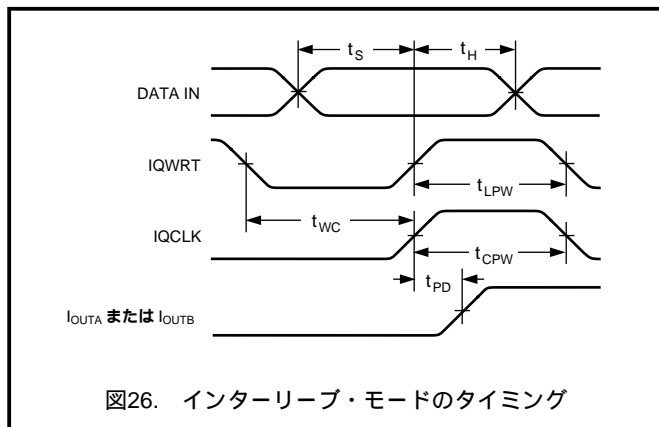 tS
tH
DATA IN
IQWRT
tLPW
tWC
IQCLK
tCPW
tPD
IOUTA または IOUTB
図26. インターリーブ・モードのタイミング